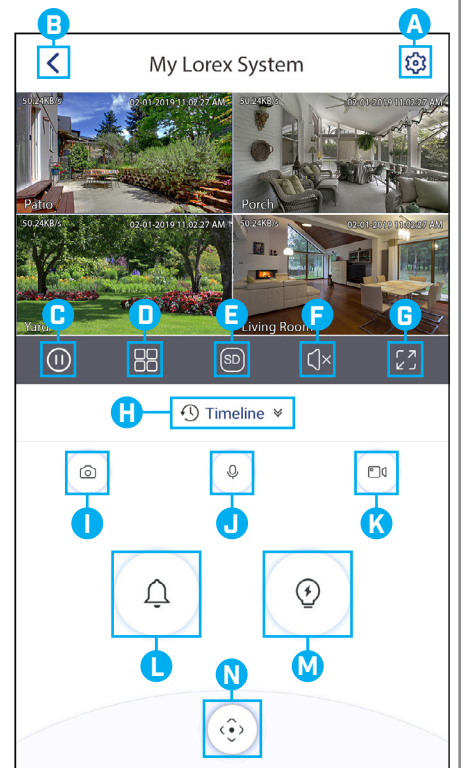 B
A
My Lorex System
50.24KB/s 02-01-2019 11:02:27 AM
50.24KB/s 02-01-2019 11:02:27 AM
Patio
Porch
50.24KB/s 02-01-2019 11:02:27 AM
50.24KB/s 02-01-2019 11:02:27 AM
Yard
Living Room
C
D
E
F
G
SD
H
Timeline
I
J
K
L
M
N